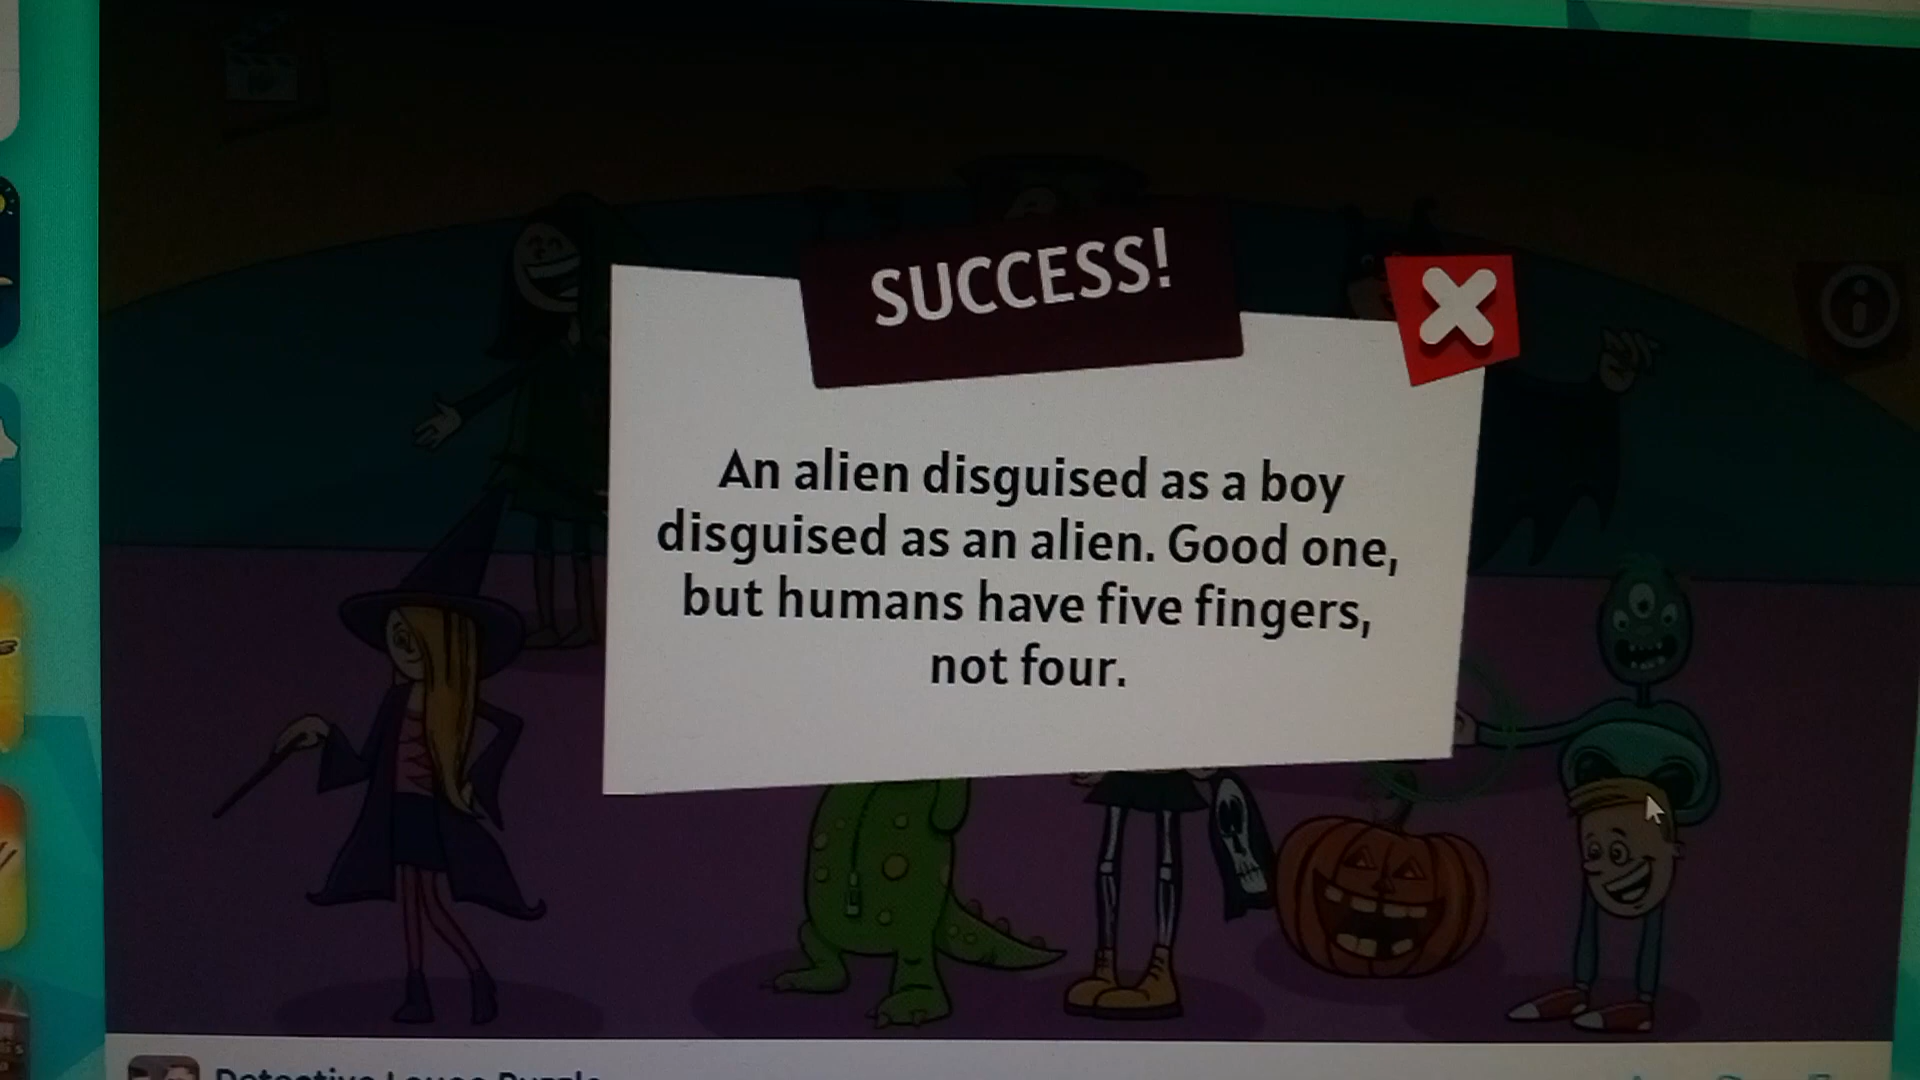 SUCCESS!
An alien disguised as a boy
disguised as an alien. Good one,
but humans have five fingers,
not four.